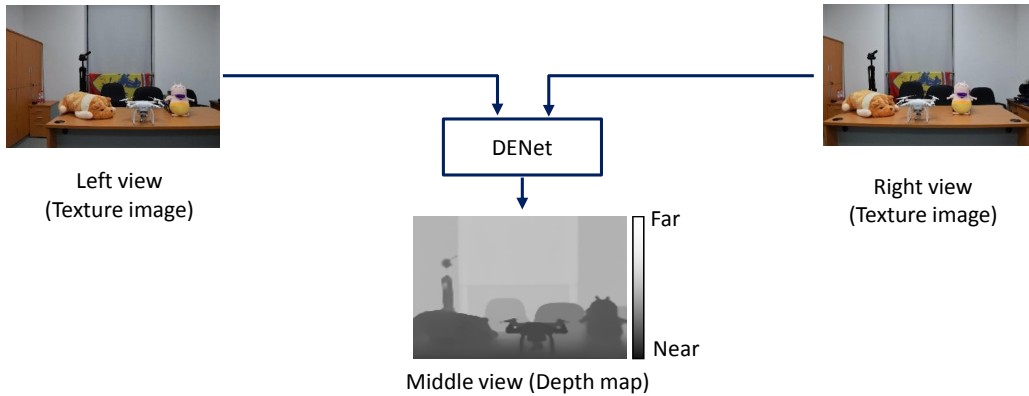 DENet
Left view
(Texture image)
Right view
(Texture image)
Far
Near
Middle view (Depth map)